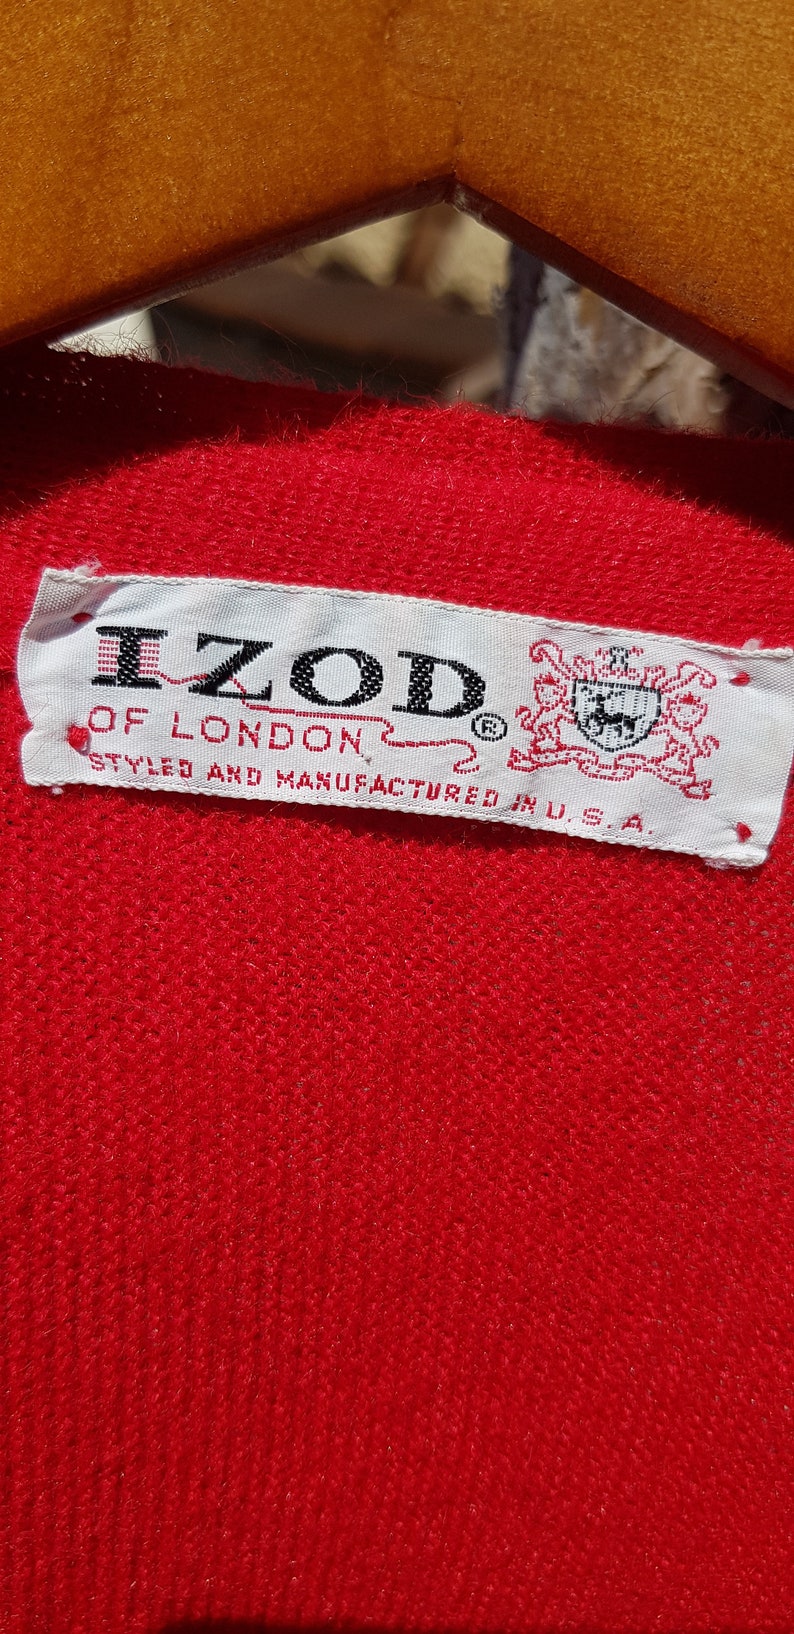 IZOD®
OF LONDON
STYLED AND MANUFACTURED IN U.S.A.